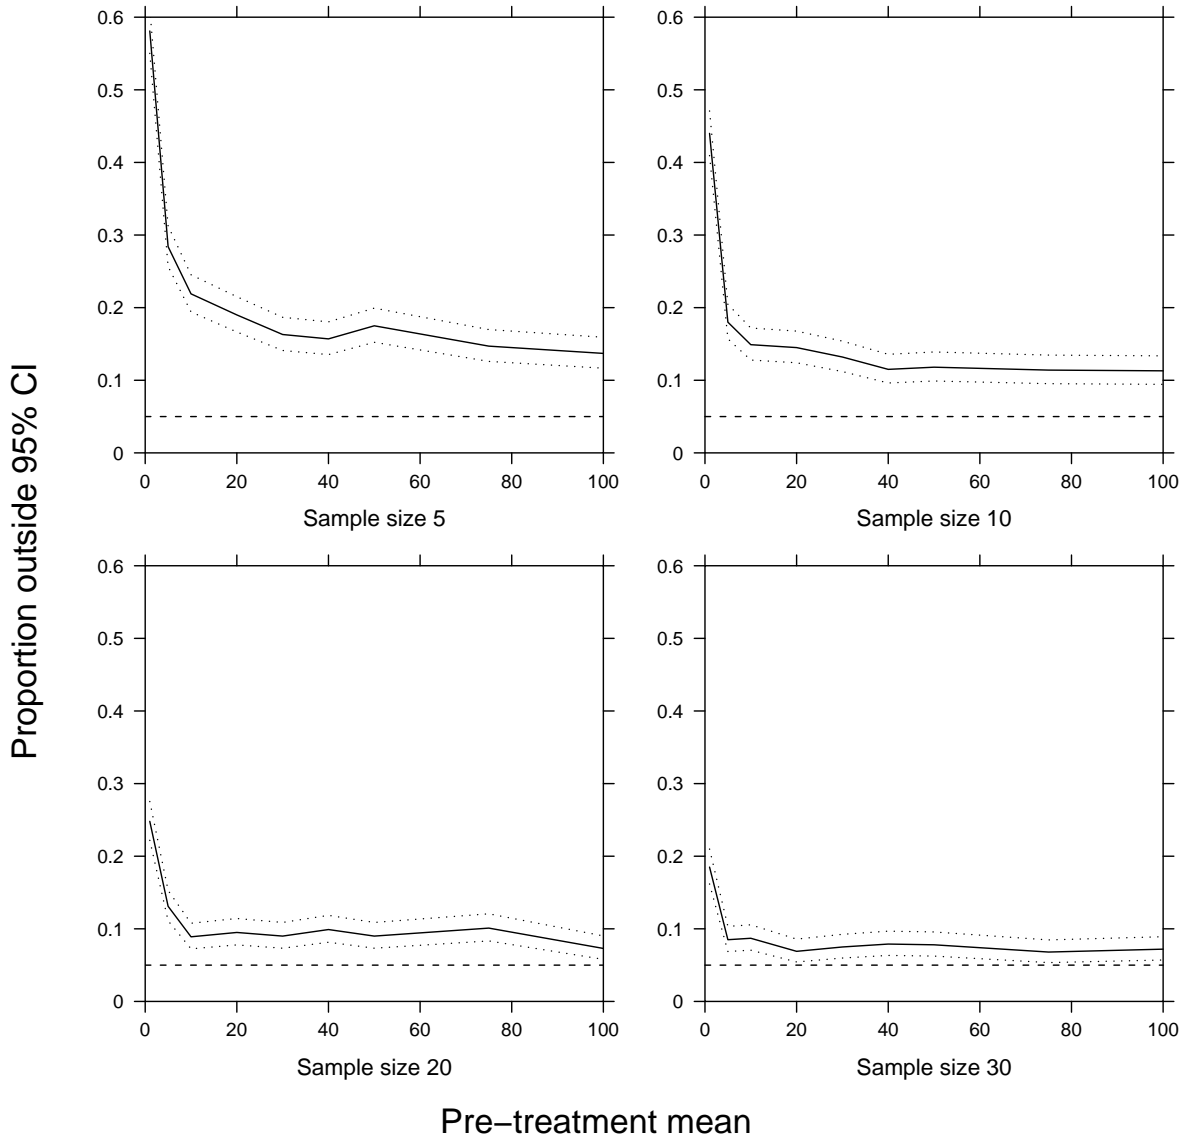 Proportion outside 95% CI
0.6
0.5
0.4
0.3
0.2
0.1
0
0 20 40 60 80 100
Sample size 5
0.6
0.5
0.4
0.3
0.2
0.1
0
0 20 40 60 80 100
Sample size 10
0.6
0.5
0.4
0.3
0.2
0.1
0
0 20 40 60 80 100
Sample size 20
0.6
0.5
0.4
0.3
0.2
0.1
0
0 20 40 60 80 100
Sample size 30
Pre−treatment mean